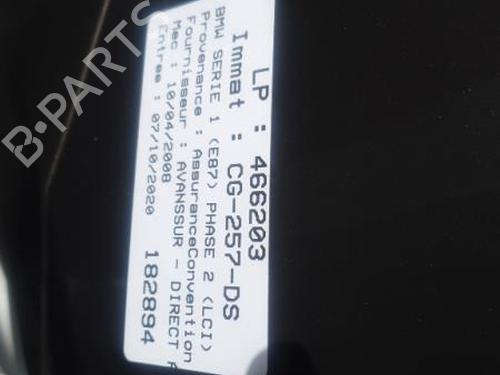 LP : 466203
Immat : CG-257-DS
BMW SERIE 1 (E87) PHASE 2 (LCI)
Provenance : AssuranceConvention
Fournisseur : AVANSSUR - DIRECT
Mec : 10/04/2008
Entree : 07/10/2020 182894
B-PARTS